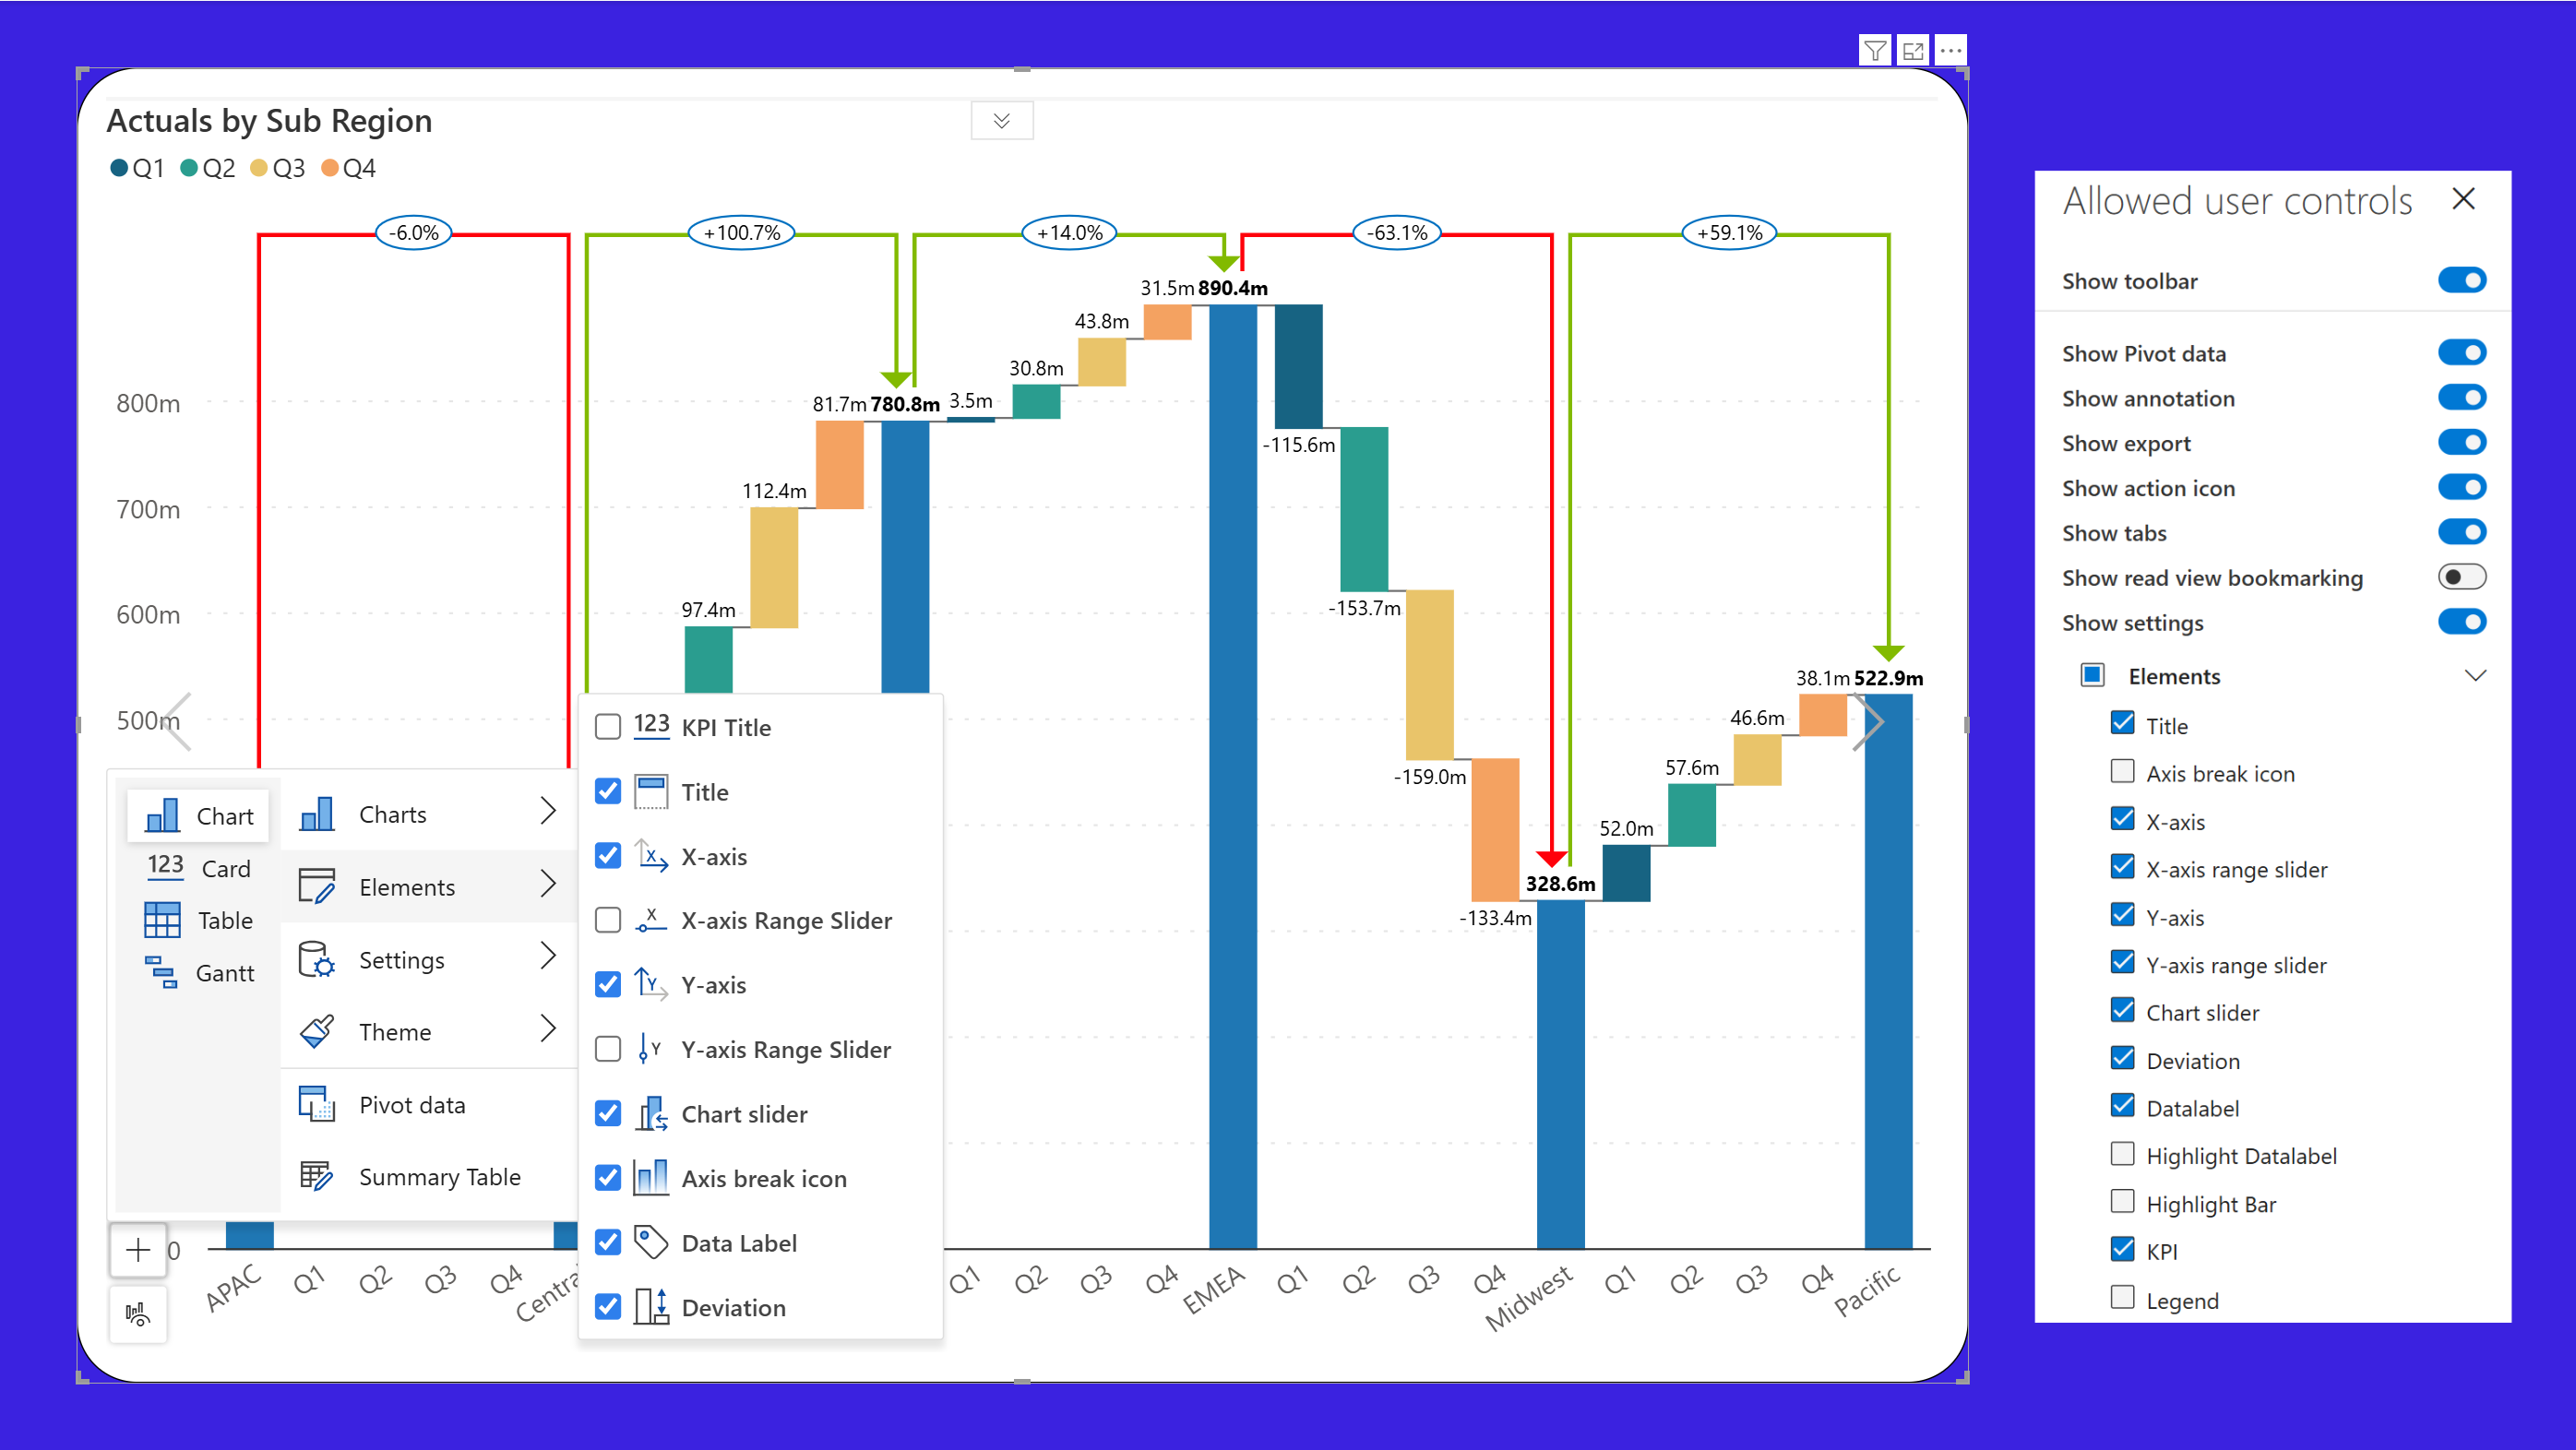 Actuals by Sub Region
Q1 Q2 Q3 Q4
-6.0% +100.7% +14.0% -63.1% +59.1%
31.5m 890.4m
43.8m
30.8m
81.7m 780.8m 3.5m
800m
-115.6m
112.4m
700m
97.4m
600m
-153.7m
38.1m 522.9m
500m
46.6m
57.6m
-159.0m
52.0m
328.6m
-133.4m
0
APAC Q1 Q2 Q3 Q4 Centra Q1 Q2 Q3 Q4 EMEA Q1 Q2 Q3 Q4 Midwest Q1 Q2 Q3 Q4 Pacific
Chart
123 Card
Table
Gantt
Charts
Elements
Settings
Theme
Pivot data
Summary Table
123 KPI Title
Title
X X-axis
X X-axis Range Slider
Y Y-axis
Y Y-axis Range Slider
Chart slider
Axis break icon
Data Label
Deviation
Allowed user controls
Show toolbar
Show Pivot data
Show annotation
Show export
Show action icon
Show tabs
Show read view bookmarking
Show settings
Elements
Title
Axis break icon
X-axis
X-axis range slider
Y-axis
Y-axis range slider
Chart slider
Deviation
Datalabel
Highlight Datalabel
Highlight Bar
KPI
Legend